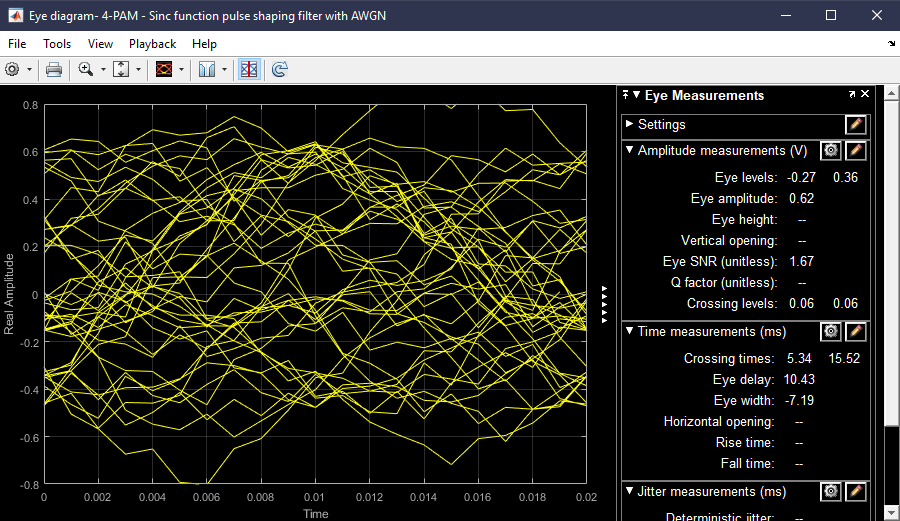 Eye diagram- 4-PAM - Sinc function pulse shaping filter with AWGN
File Tools View Playback Help
0.8
0.6
0.4
0.2
0
-0.2
-0.4
-0.6
-0.8
Real Amplitude
0 0.002 0.004 0.006 0.008 0.01 0.012 0.014 0.016 0.018 0.02
Time
Eye Measurements
Settings
Amplitude measurements (V)
Eye levels: -0.27 0.36
Eye amplitude: 0.62
Eye height: --
Vertical opening: --
Eye SNR (unitless): 1.67
Q factor (unitless): --
Crossing levels: 0.06 0.06
Time measurements (ms)
Crossing times: 5.34 15.52
Eye delay: 10.43
Eye width: -7.19
Horizontal opening: --
Rise time: --
Fall time: --
Jitter measurements (ms)
Deterministic jitter: --